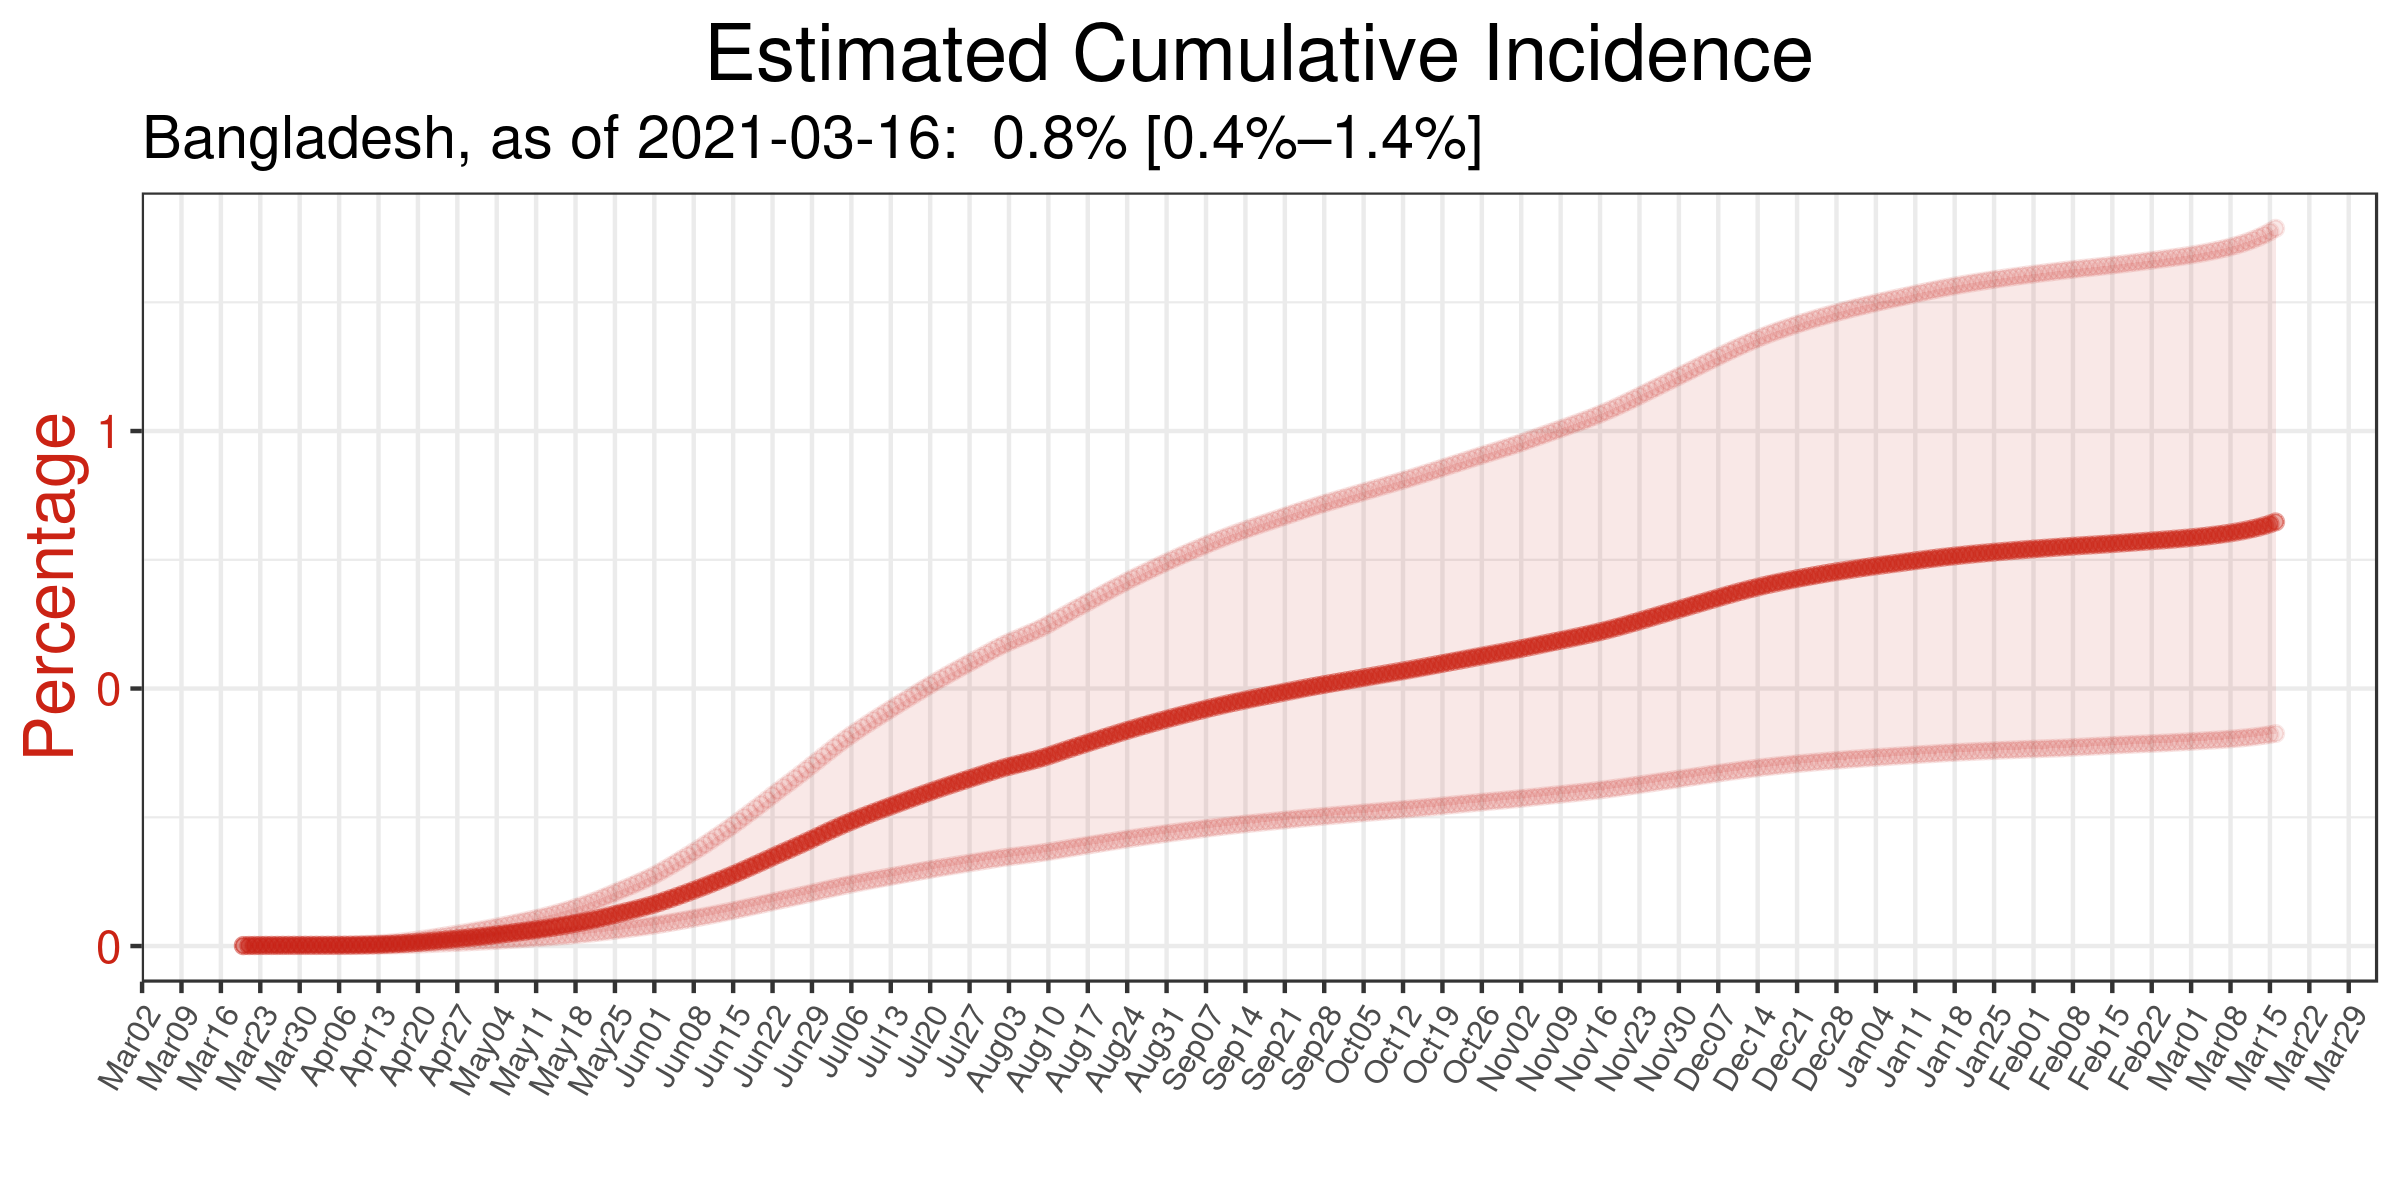 Estimated Cumulative Incidence
Bangladesh, as of 2021-03-16:  0.8% [0.4%–1.4%]
Percentage
1
0
0
Mar02
Mar09
Mar16
Mar23
Mar30
Apr06
Apr13
Apr20
Apr27
May04
May11
May18
May25
Jun01
Jun08
Jun15
Jun22
Jun29
Jul06
Jul13
Jul20
Jul27
Aug03
Aug10
Aug17
Aug24
Aug31
Sep07
Sep14
Sep21
Sep28
Oct05
Oct12
Oct19
Oct26
Nov02
Nov09
Nov16
Nov23
Nov30
Dec07
Dec14
Dec21
Dec28
Jan04
Jan11
Jan18
Jan25
Feb01
Feb08
Feb15
Feb22
Mar01
Mar08
Mar15
Mar22
Mar29